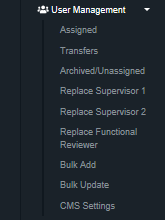 User Management
Assigned
Transfers
Archived/Unassigned
Replace Supervisor 1
Replace Supervisor 2
Replace Functional
Reviewer
Bulk Add
Bulk Update
CMS Settings